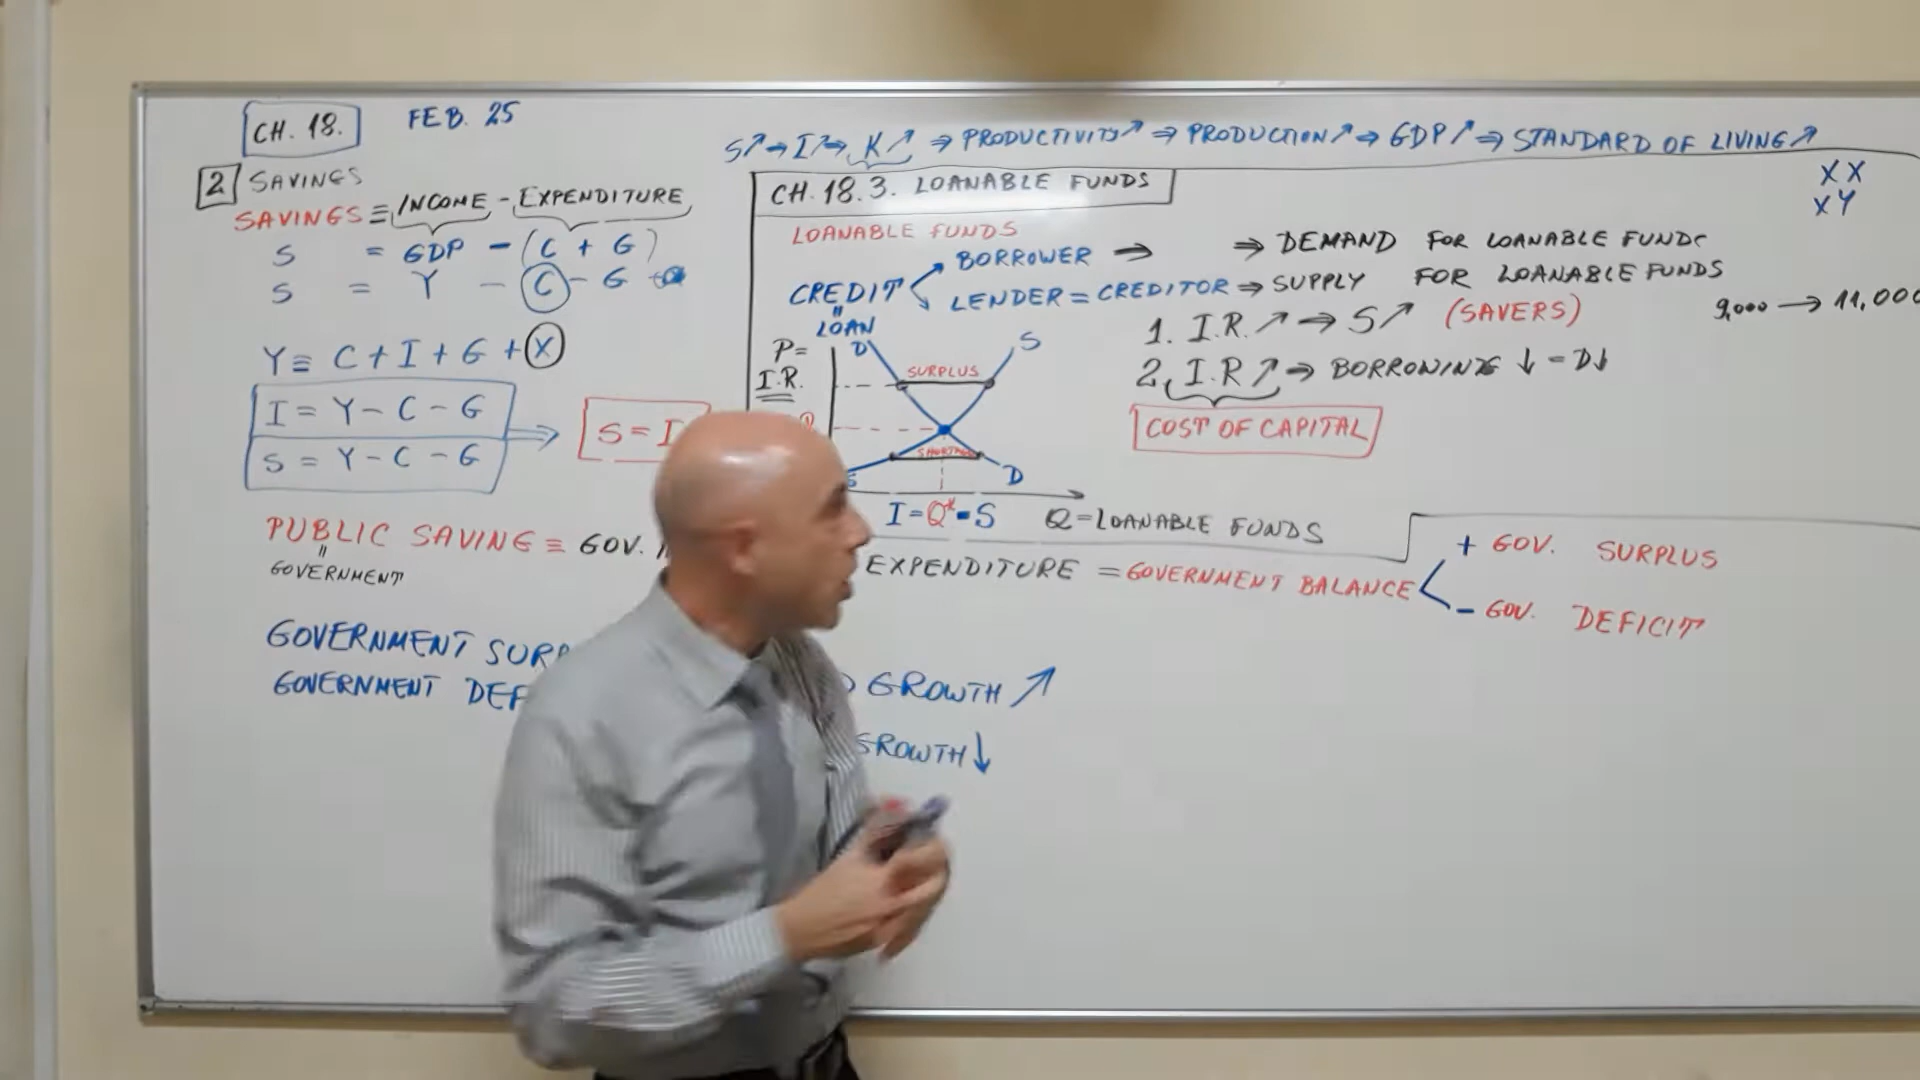 CH. 18. FEB. 25
2 SAVINGS
SAVINGS ≡ INCOME - EXPENDITURE
S = GDP - (C + G)
S = Y - C - G
Y ≡ C + I + G + X
I = Y - C - G
S = Y - C - G
S = I
PUBLIC SAVING ≡ GOV.
"
GOVERNMENT
EXPENDITURE = GOVERNMENT BALANCE
+ GOV. SURPLUS
- GOV. DEFICIT
GOVERNMENT
GOVERNMENT
GROWTH ↗
GROWTH ↓
S↗ → I↗ → K↗ ⇒ PRODUCTIVITY↗ ⇒ PRODUCTION↗ ⇒ GDP↗ ⇒ STANDARD OF LIVING↗
XX
XY
CH. 18.3. LOANABLE FUNDS
LOANABLE FUNDS
BORROWER → ⇒ DEMAND FOR LOANABLE FUNDS
CREDIT
LENDER = CREDITOR ⇒ SUPPLY FOR LOANABLE FUNDS
"
LOAN
1. I.R. ↗ ⇒ S↗ (SAVERS)
9,000 → 11,000
2. I.R ↗ → BORROWING ↓ = D↓
COST OF CAPITAL
P=
I.R.
D
S
SURPLUS
SHORTAGE
S
D
I = Q* = S
Q = LOANABLE FUNDS